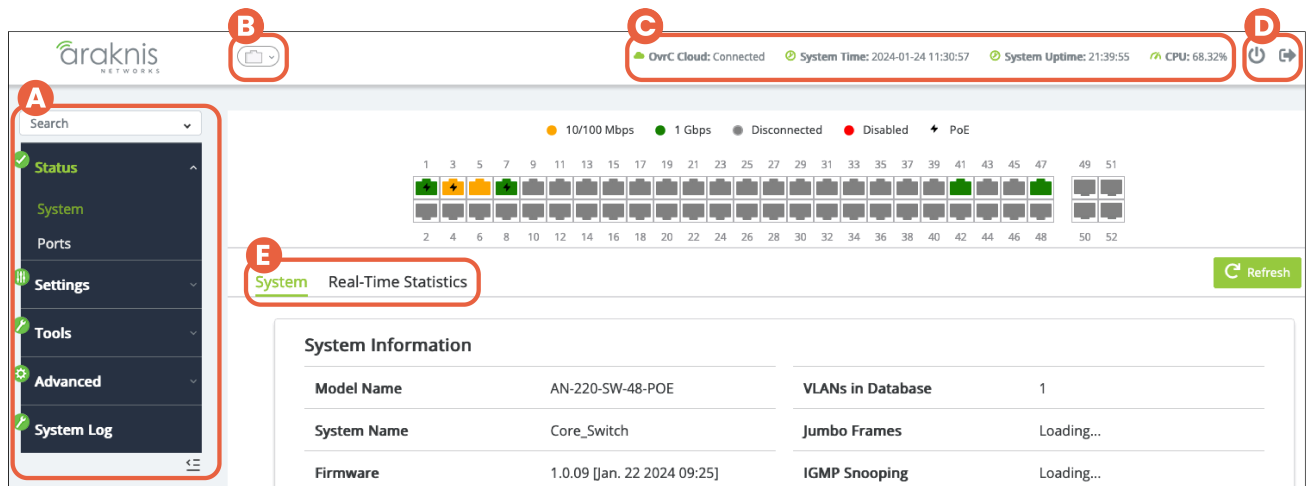 B
C
D
araknis
NETWORKS
OvrC Cloud: Connected System Time: 2024-01-24 11:30:57 System Uptime: 21:39:55 CPU: 68.32%
A
Search
10/100 Mbps 1 Gbps Disconnected Disabled PoE
1 3 5 7 9 11 13 15 17 19 21 23 25 27 29 31 33 35 37 39 41 43 45 47 49 51
2 4 6 8 10 12 14 16 18 20 22 24 26 28 30 32 34 36 38 40 42 44 46 48 50 52
Status
System
Ports
Settings
Tools
Advanced
System Log
E
System Real-Time Statistics
Refresh
System Information
Model Name AN-220-SW-48-POE VLANs in Database 1
System Name Core_Switch Jumbo Frames Loading...
Firmware 1.0.09 [Jan. 22 2024 09:25] IGMP Snooping Loading...